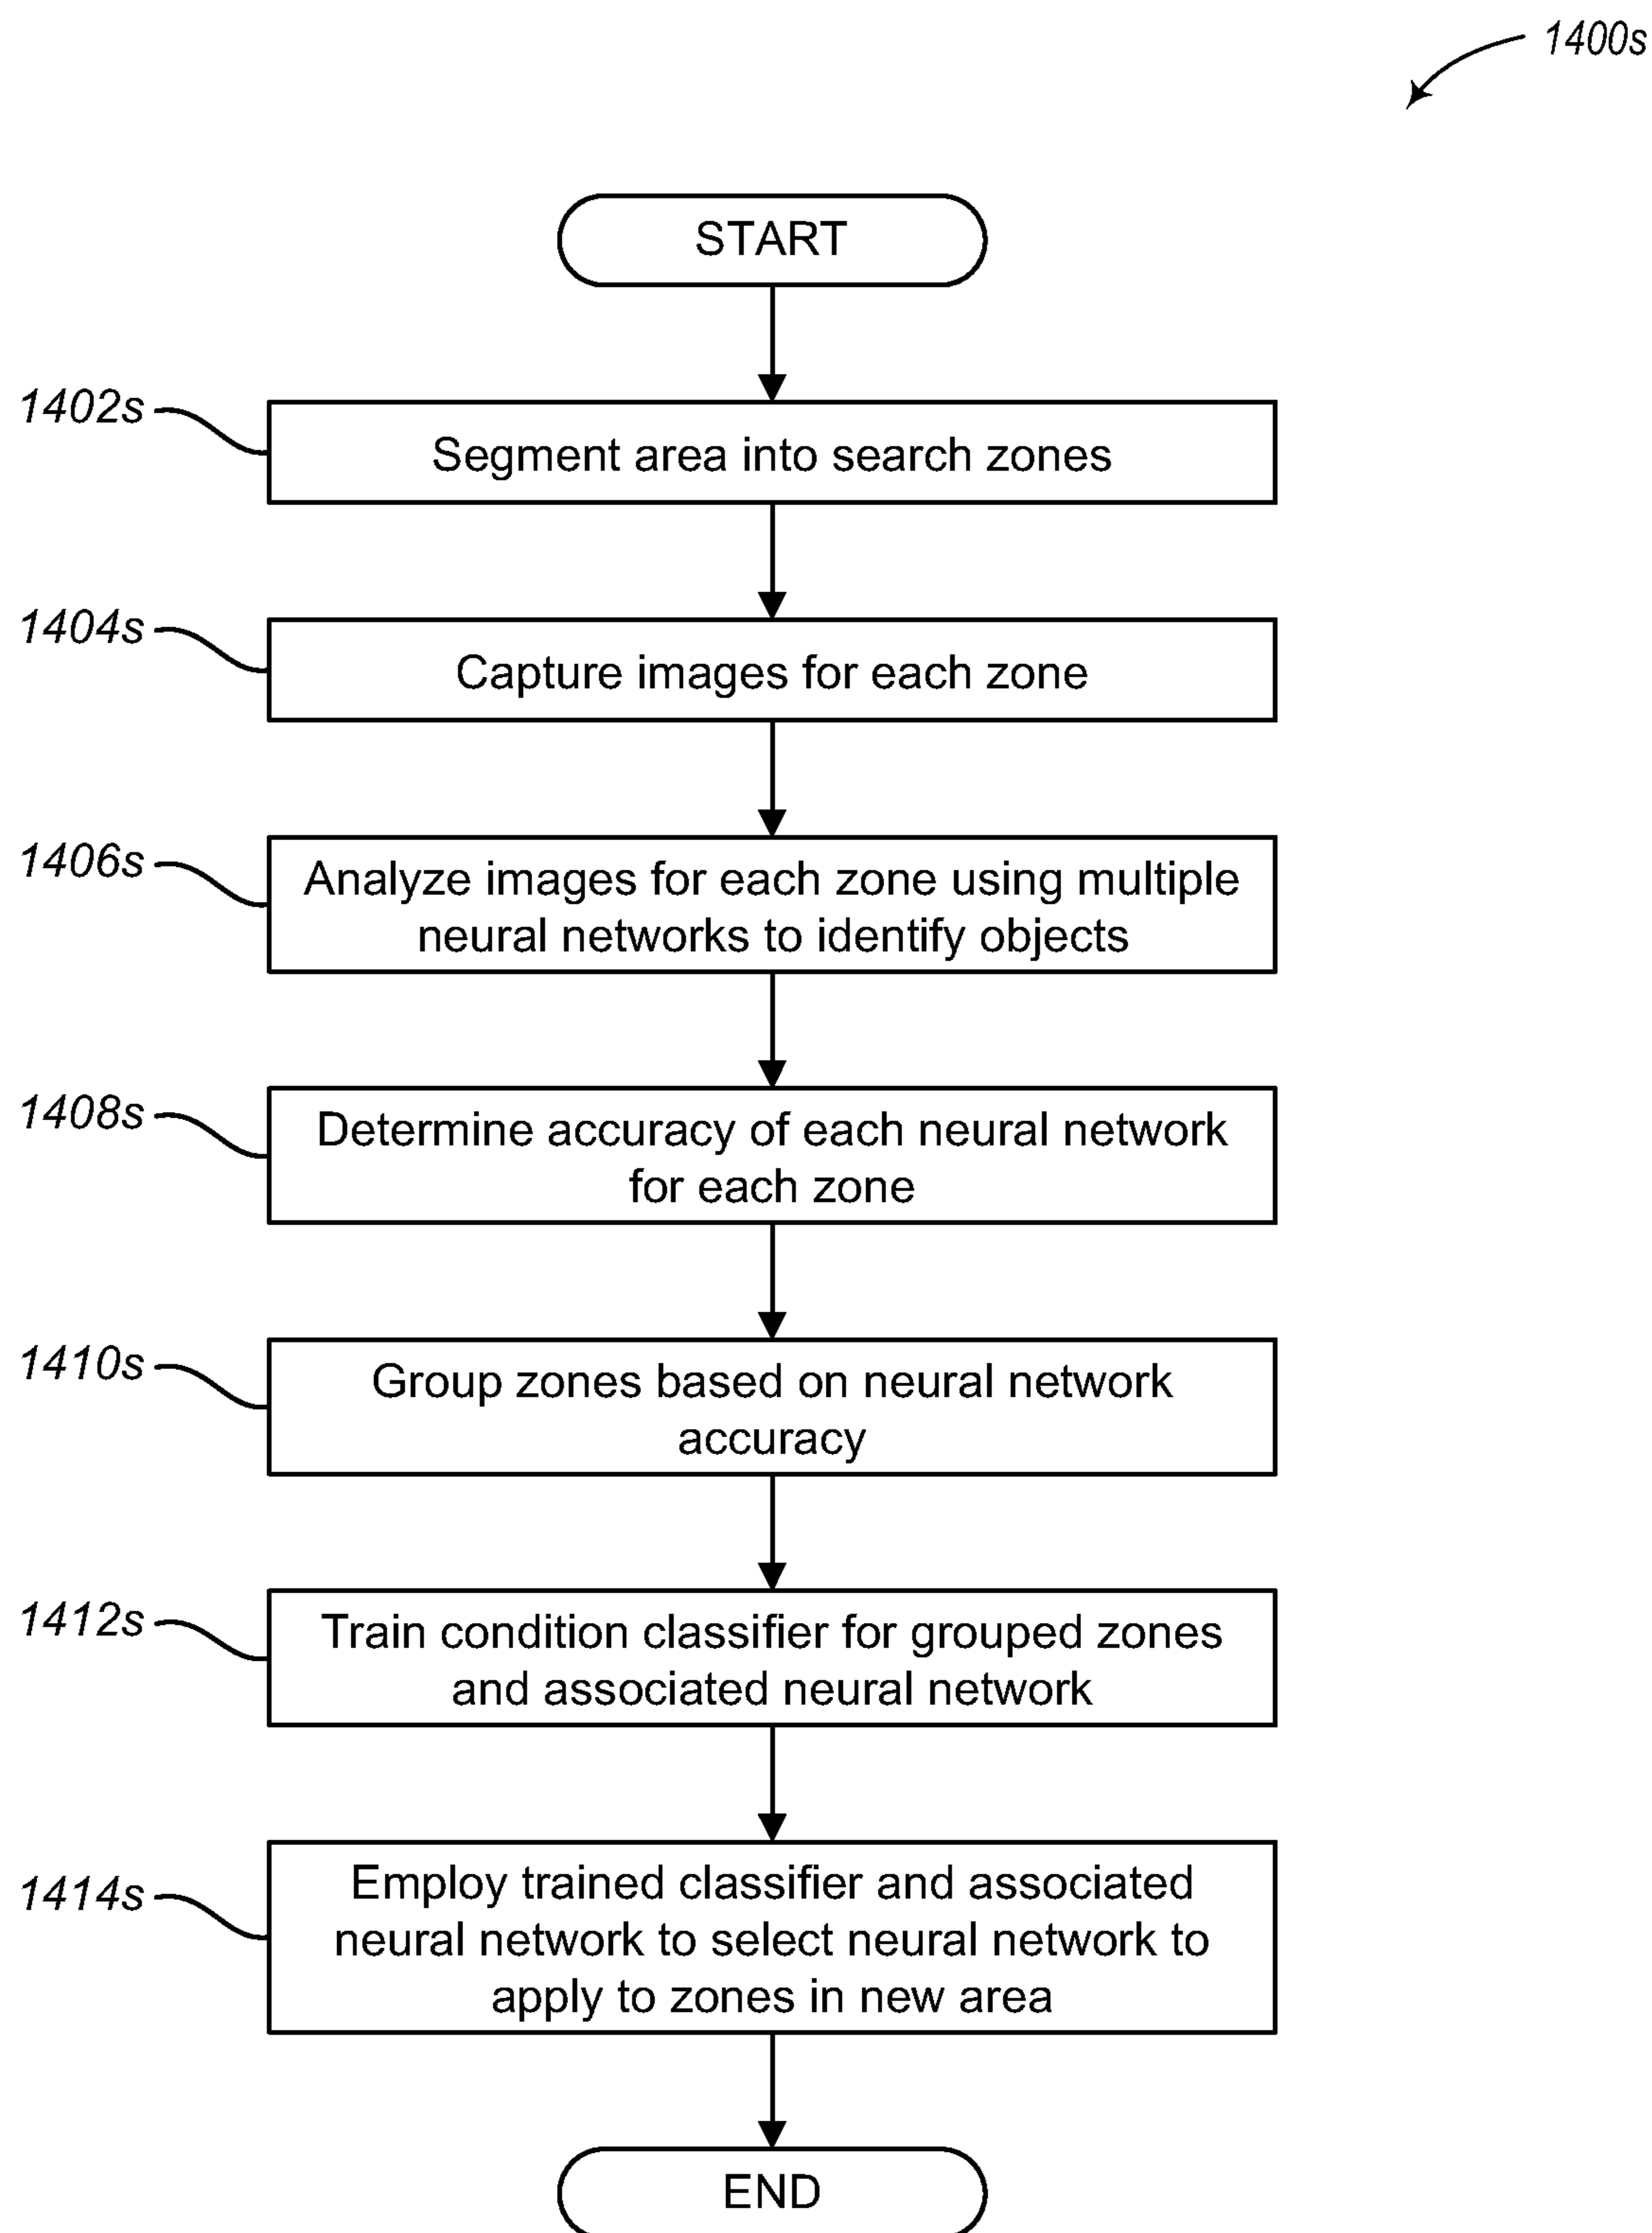 1400s
START
1402s
Segment area into search zones
1404s
Capture images for each zone
1406s
Analyze images for each zone using multiple
neural networks to identify objects
1408s
Determine accuracy of each neural network
for each zone
1410s
Group zones based on neural network
accuracy
1412s
Train condition classifier for grouped zones
and associated neural network
1414s
Employ trained classifier and associated
neural network to select neural network to
apply to zones in new area
END